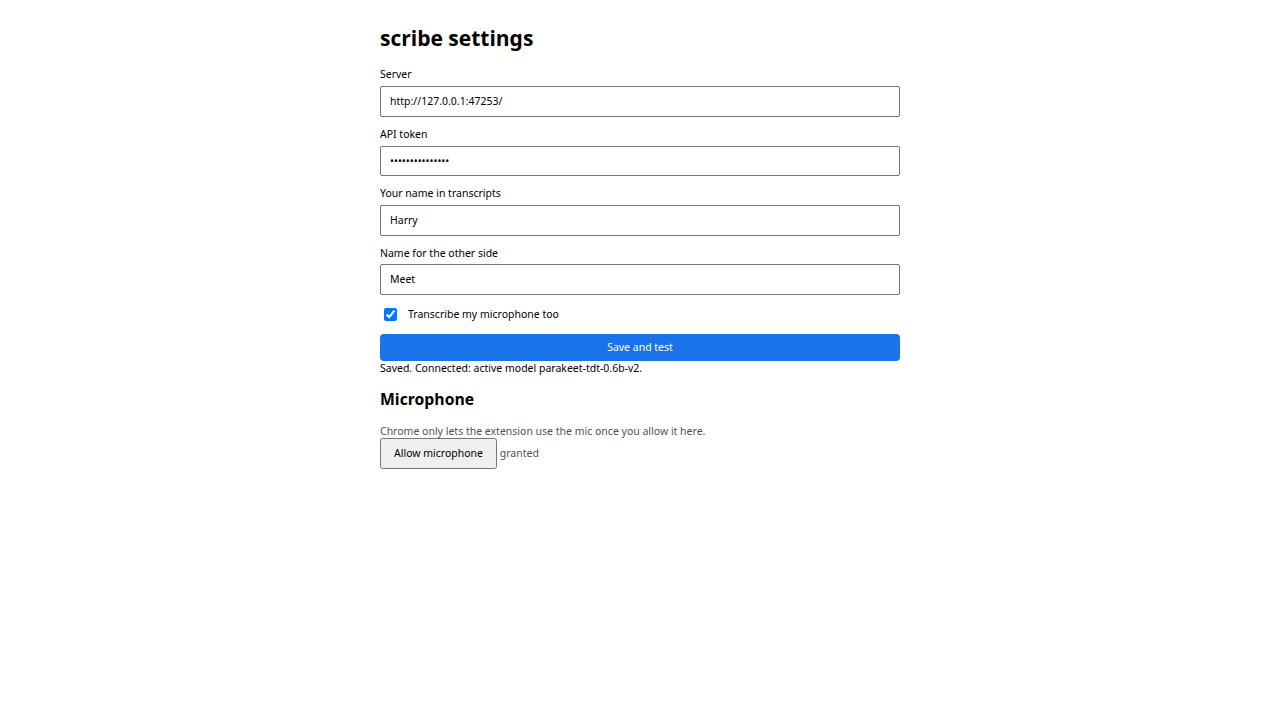 scribe settings
Server
http://127.0.0.1:47253/
API token
•••••••••••••••
Your name in transcripts
Harry
Name for the other side
Meet
Transcribe my microphone too
Save and test
Saved. Connected: active model parakeet-tdt-0.6b-v2.
Microphone
Chrome only lets the extension use the mic once you allow it here.
Allow microphone granted